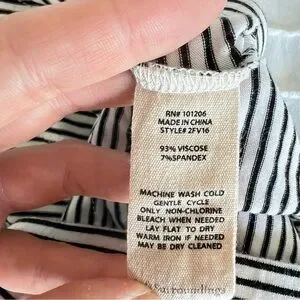 RN# 101206
MADE IN CHINA
STYLE# 2FV16
93% VISCOSE
7% SPANDEX
MACHINE WASH COLD
GENTLE CYCLE
ONLY NON-CHLORINE
BLEACH WHEN NEEDED
LAY FLAT TO DRY
WARM IRON IF NEEDED
MAY BE DRY CLEANED
Surroundings